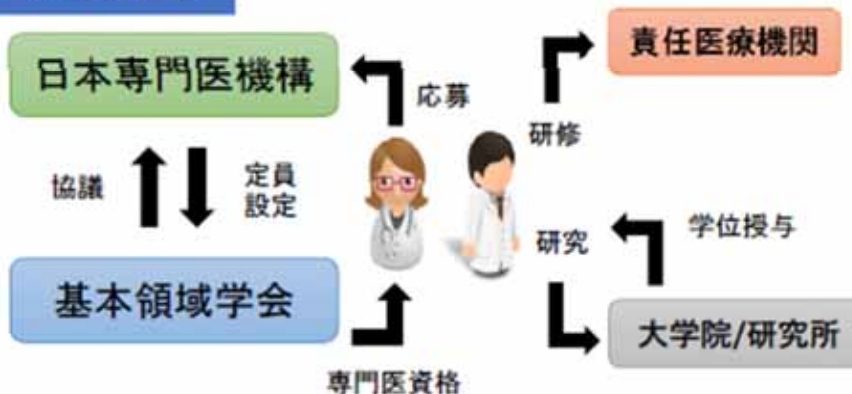 日本専門医機構
責任医療機関
応募
研修
協議
定員
設定
研究
学位授与
基本領域学会
大学院/研究所
専門医資格